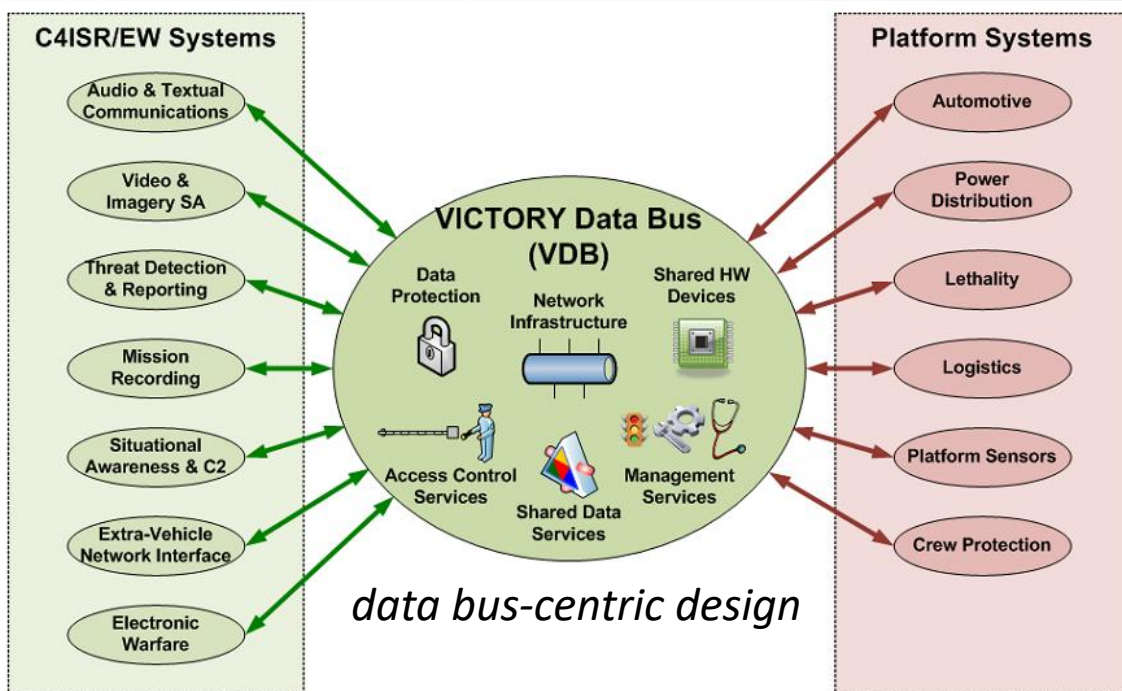 C4ISR/EW Systems
Audio & Textual
Communications
Video &
Imagery SA
Threat Detection
& Reporting
Mission
Recording
Situational
Awareness & C2
Extra-Vehicle
Network Interface
Electronic
Warfare
VICTORY Data Bus
(VDB)
Data
Protection
Network
Infrastructure
Shared HW
Devices
Access Control
Services
Shared Data
Services
Management
Services
data bus-centric design
Platform Systems
Automotive
Power
Distribution
Lethality
Logistics
Platform Sensors
Crew Protection